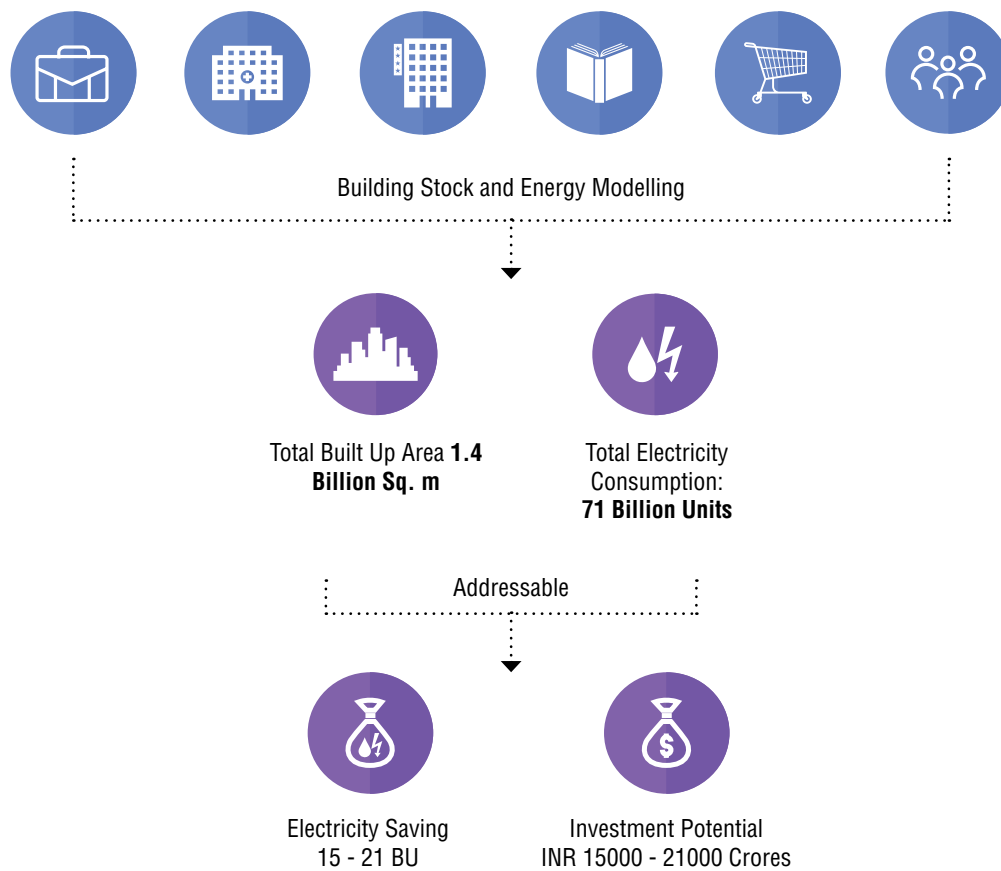 Building Stock and Energy Modelling
Total Built Up Area 1.4
Billion Sq. m
Total Electricity
Consumption:
71 Billion Units
Addressable
$
Electricity Saving
15 - 21 BU
Investment Potential
INR 15000 - 21000 Crores